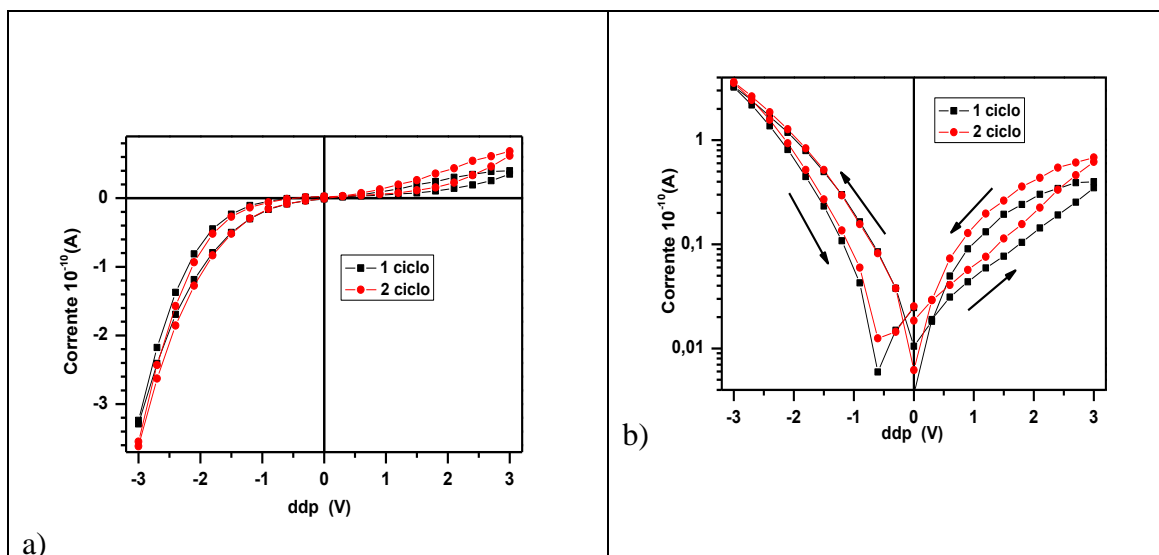 0
-1
-2
-3
-3 -2 -1 0 1 2 3
Corrente 10-10(A)
ddp (V)
1 ciclo
2 ciclo
a)
1
0,1
0,01
-3 -2 -1 0 1 2 3
Corrente 10-10(A)
ddp (V)
1 ciclo
2 ciclo
b)